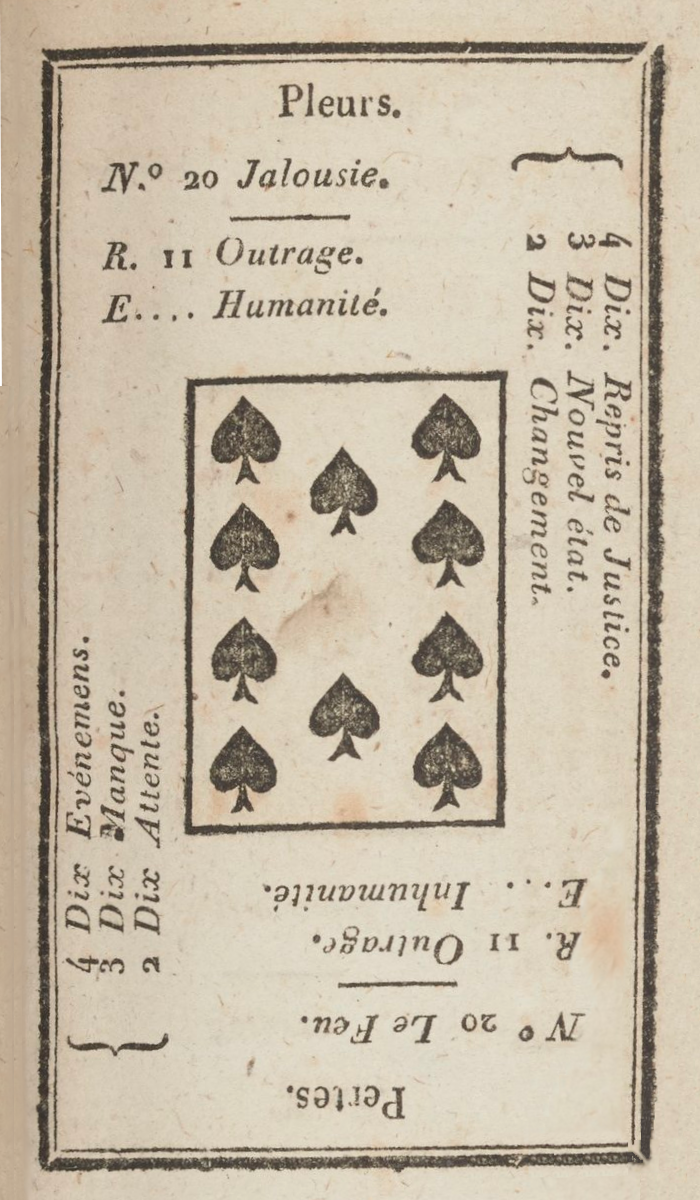 Pleurs.
N.º 20 Jalousie.
R. 11 Outrage.
E.... Humanité.
4 Dix. Repris de Justice.
3 Dix. Nouvel état.
2 Dix. Changement.
4 Dix Evénemens.
3 Dix Manque.
2 Dix Attente.
Pertes.
Nº 20 Le Feu.
R. 11 Outrage.
E... Inhumanité.